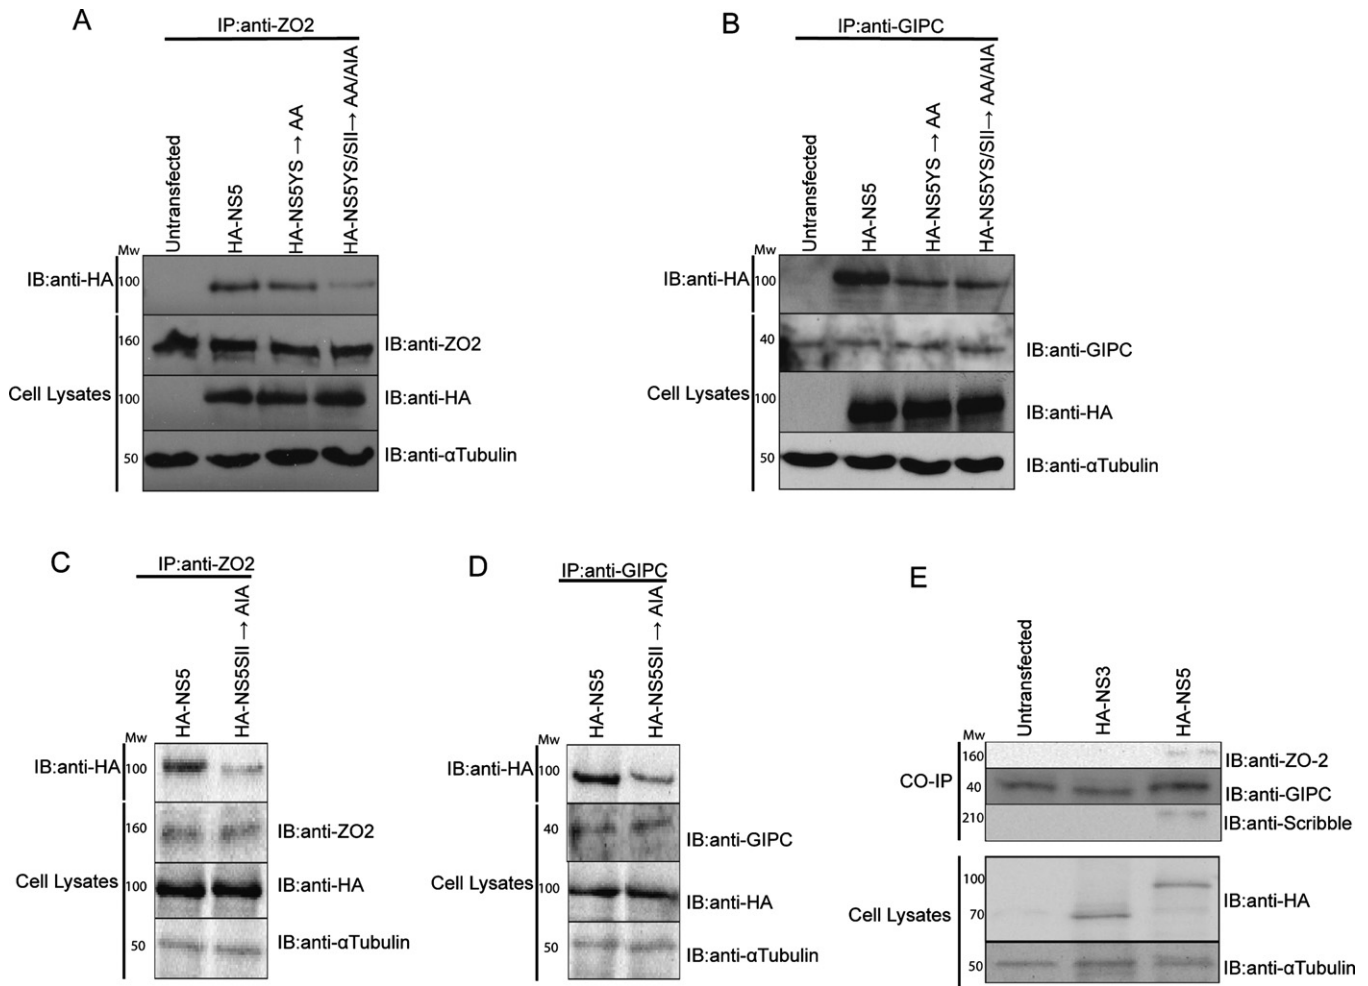 A
IP:anti-ZO2
Untransfected
HA-NS5
HA-NS5YS → AA
HA-NS5YS/SII → AA/AIA
Mw
IB:anti-HA
100
160
IB:anti-ZO2
Cell Lysates
100
IB:anti-HA
50
IB:anti-αTubulin
B
IP:anti-GIPC
Untransfected
HA-NS5
HA-NS5YS → AA
HA-NS5YS/SII → AA/AIA
Mw
IB:anti-HA
100
40
IB:anti-GIPC
Cell Lysates
100
IB:anti-HA
50
IB:anti-αTubulin
C
IP:anti-ZO2
HA-NS5
HA-NS5SII → AIA
Mw
IB:anti-HA
100
160
IB:anti-ZO2
Cell Lysates
100
IB:anti-HA
50
IB:anti-αTubulin
D
IP:anti-GIPC
HA-NS5
HA-NS5SII → AIA
Mw
IB:anti-HA
100
40
IB:anti-GIPC
Cell Lysates
100
IB:anti-HA
50
IB:anti-αTubulin
E
Untransfected
HA-NS3
HA-NS5
Mw
CO-IP
160
IB:anti-ZO-2
40
IB:anti-GIPC
210
IB:anti-Scribble
Cell Lysates
100
70
IB:anti-HA
50
IB:anti-αTubulin